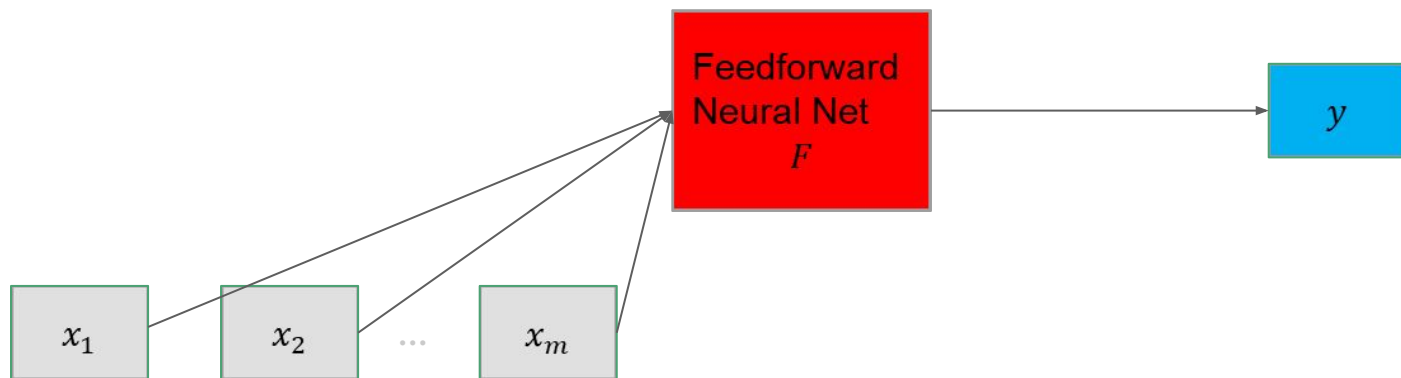 Feedforward
Neural Net
F
y
x₁
x₂
...
xₘ